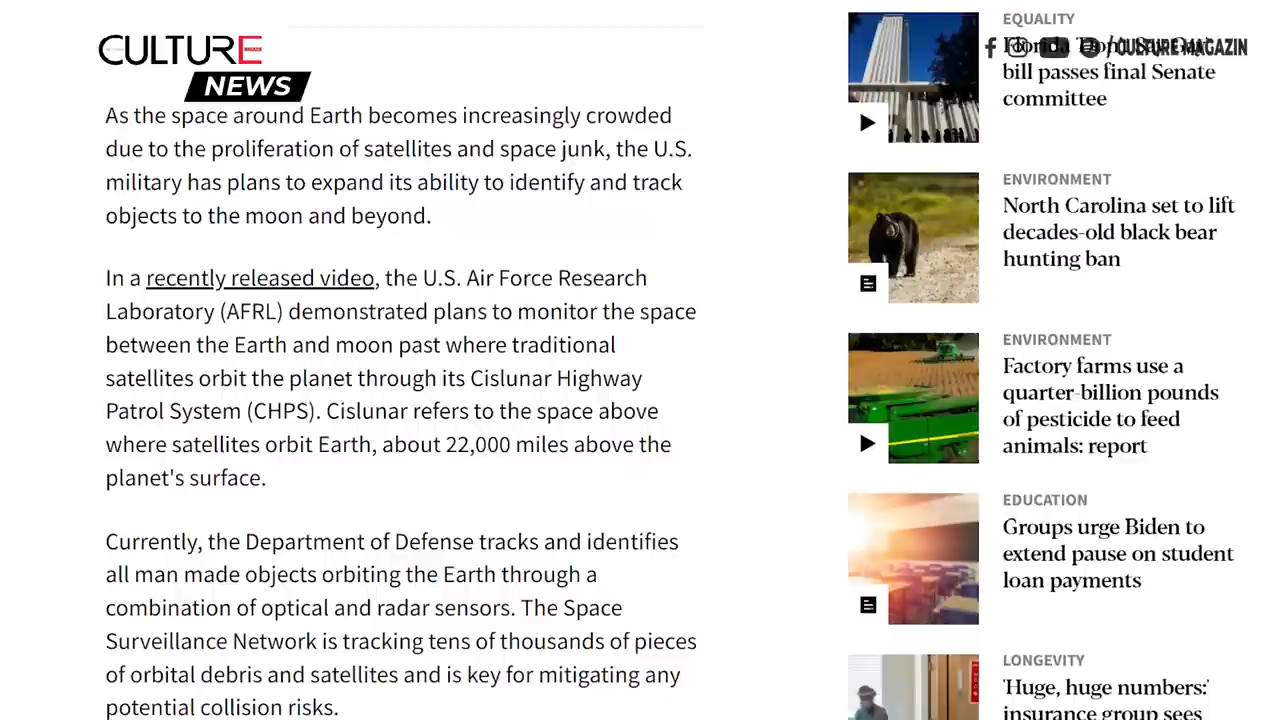 CULTURE
NEWS
As the space around Earth becomes increasingly crowded
due to the proliferation of satellites and space junk, the U.S.
military has plans to expand its ability to identify and track
objects to the moon and beyond.
In a recently released video, the U.S. Air Force Research
Laboratory (AFRL) demonstrated plans to monitor the space
between the Earth and moon past where traditional
satellites orbit the planet through its Cislunar Highway
Patrol System (CHPS). Cislunar refers to the space above
where satellites orbit Earth, about 22,000 miles above the
planet's surface.
Currently, the Department of Defense tracks and identifies
all man made objects orbiting the Earth through a
combination of optical and radar sensors. The Space
Surveillance Network is tracking tens of thousands of pieces
of orbital debris and satellites and is key for mitigating any
potential collision risks.
EQUALITY
Florida 'Don't Say Gay'
/CULTURE MAGAZIN
bill passes final Senate
committee
ENVIRONMENT
North Carolina set to lift
decades-old black bear
hunting ban
ENVIRONMENT
Factory farms use a
quarter-billion pounds
of pesticide to feed
animals: report
EDUCATION
Groups urge Biden to
extend pause on student
loan payments
LONGEVITY
'Huge, huge numbers:'
insurance group sees